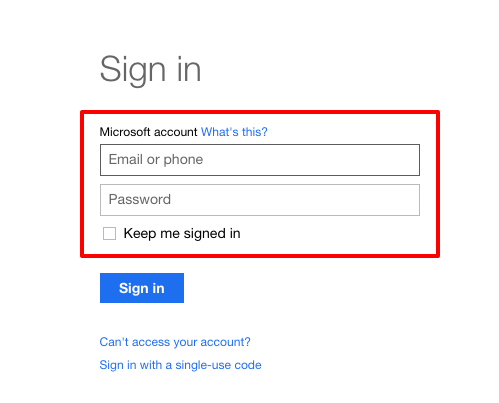 Sign in
Microsoft account What's this?
Email or phone
Password
Keep me signed in
Sign in
Can't access your account?
Sign in with a single-use code